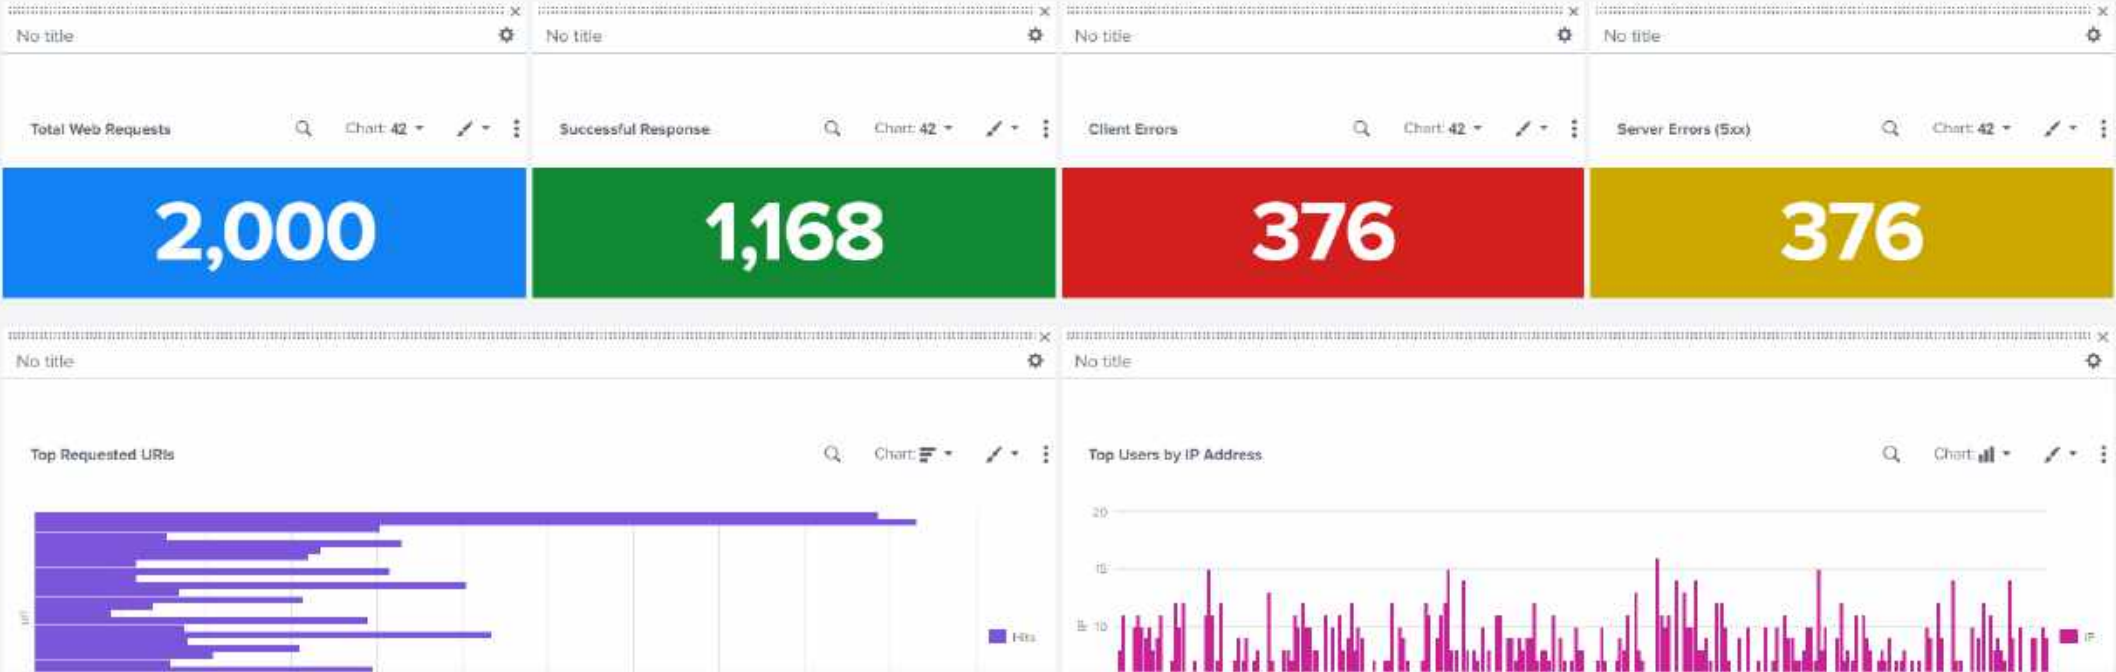 No title
No title
No title
No title
Total Web Requests Chart: 42
Successful Response Chart: 42
Client Errors Chart: 42
Server Errors (5xx) Chart: 42
2,000
1,168
376
376
No title
No title
Top Requested URIs Chart:
Top Users by IP Address Chart:
20
15
10
Hits
IP